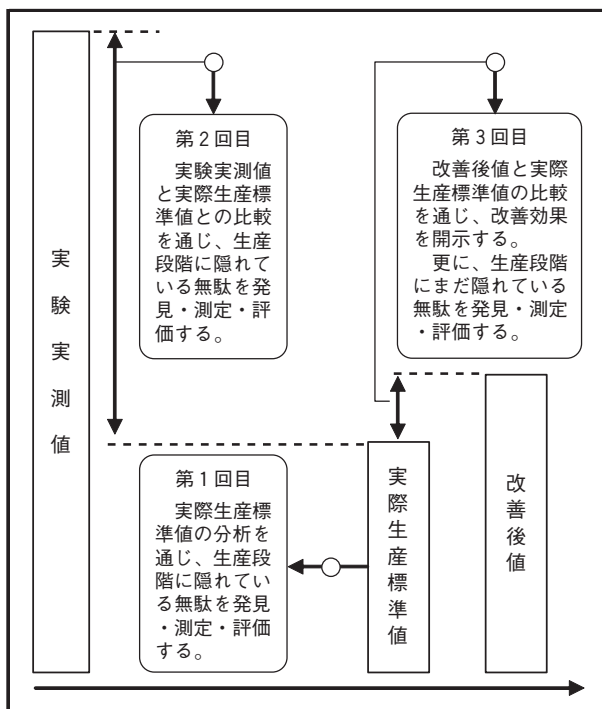 実験実測値
第2回目
実験実測値
と実際生産標
準値との比較
を通じ、生産
段階に隠れて
いる無駄を発
見・測定・評
価する。
第3回目
改善後値と実際
生産標準値の比較
を通じ、改善効果
を開示する。
更に、生産段階
にまだ隠れている
無駄を発見・測定
・評価する。
第1回目
実際生産標
準値の分析を
通じ、生産段
階に隠れてい
る無駄を発見
・測定・評価
する。
実際生産標準値
改善後値